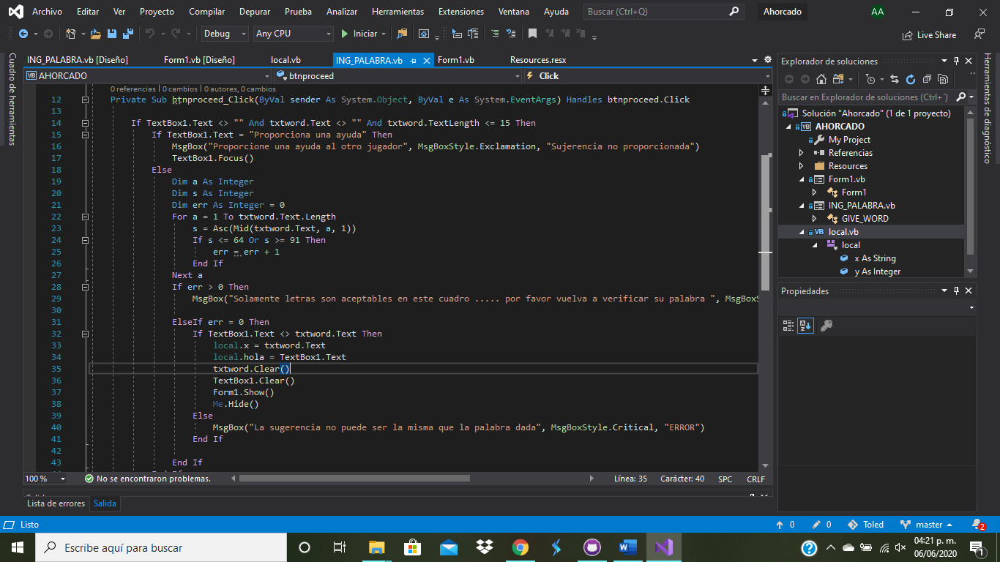 Archivo Editar Ver Proyecto Compilar Depurar Prueba Analizar Herramientas Extensiones Ventana Ayuda Buscar (Ctrl+Q) Ahorcado AA
Debug Any CPU Iniciar Live Share
ING_PALABRA.vb [Diseño] Form1.vb [Diseño] local.vb ING_PALABRA.vb Form1.vb Resources.resx
AHORCADO btnproceed Click
Cuadro de herramientas
0 referencias | 0 cambios | 0 autores, 0 cambios
12 Private Sub btnproceed_Click(ByVal sender As System.Object, ByVal e As System.EventArgs) Handles btnproceed.Click
13
14 If TextBox1.Text <> "" And txtword.Text <> "" And txtword.TextLength <= 15 Then
15 If TextBox1.Text = "Proporciona una ayuda" Then
16 MsgBox("Proporcione una ayuda al otro jugador", MsgBoxStyle.Exclamation, "Sujerencia no proporcionada")
17 TextBox1.Focus()
18 Else
19 Dim a As Integer
20 Dim s As Integer
21 Dim err As Integer = 0
22 For a = 1 To txtword.Text.Length
23 s = Asc(Mid(txtword.Text, a, 1))
24 If s <= 64 Or s >= 91 Then
25 err = err + 1
26 End If
27 Next a
28 If err > 0 Then
29 MsgBox("Solamente letras son aceptables en este cuadro ..... por favor vuelva a verificar su palabra ", MsgBoxS
30
31 ElseIf err = 0 Then
32 If TextBox1.Text <> txtword.Text Then
33 local.x = txtword.Text
34 local.hola = TextBox1.Text
35 txtword.Clear()
36 TextBox1.Clear()
37 Form1.Show()
38 Me.Hide()
39 Else
40 MsgBox("La sugerencia no puede ser la misma que la palabra dada", MsgBoxStyle.Critical, "ERROR")
41 End If
42
43 End If
100 % No se encontraron problemas. Línea: 35 Carácter: 40 SPC CRLF
Lista de errores Salida
Explorador de soluciones
Buscar en Explorador de soluciones (Ctrl+
Solución "Ahorcado" (1 de 1 proyecto)
VB AHORCADO
My Project
Referencias
Resources
Form1.vb
Form1
ING_PALABRA.vb
GIVE_WORD
VB local.vb
local
x As String
y As Integer
Propiedades
Herramientas de diagnóstico
Listo 0 0 Toled master 2
Escribe aquí para buscar 04:21 p. m.
06/06/2020 1